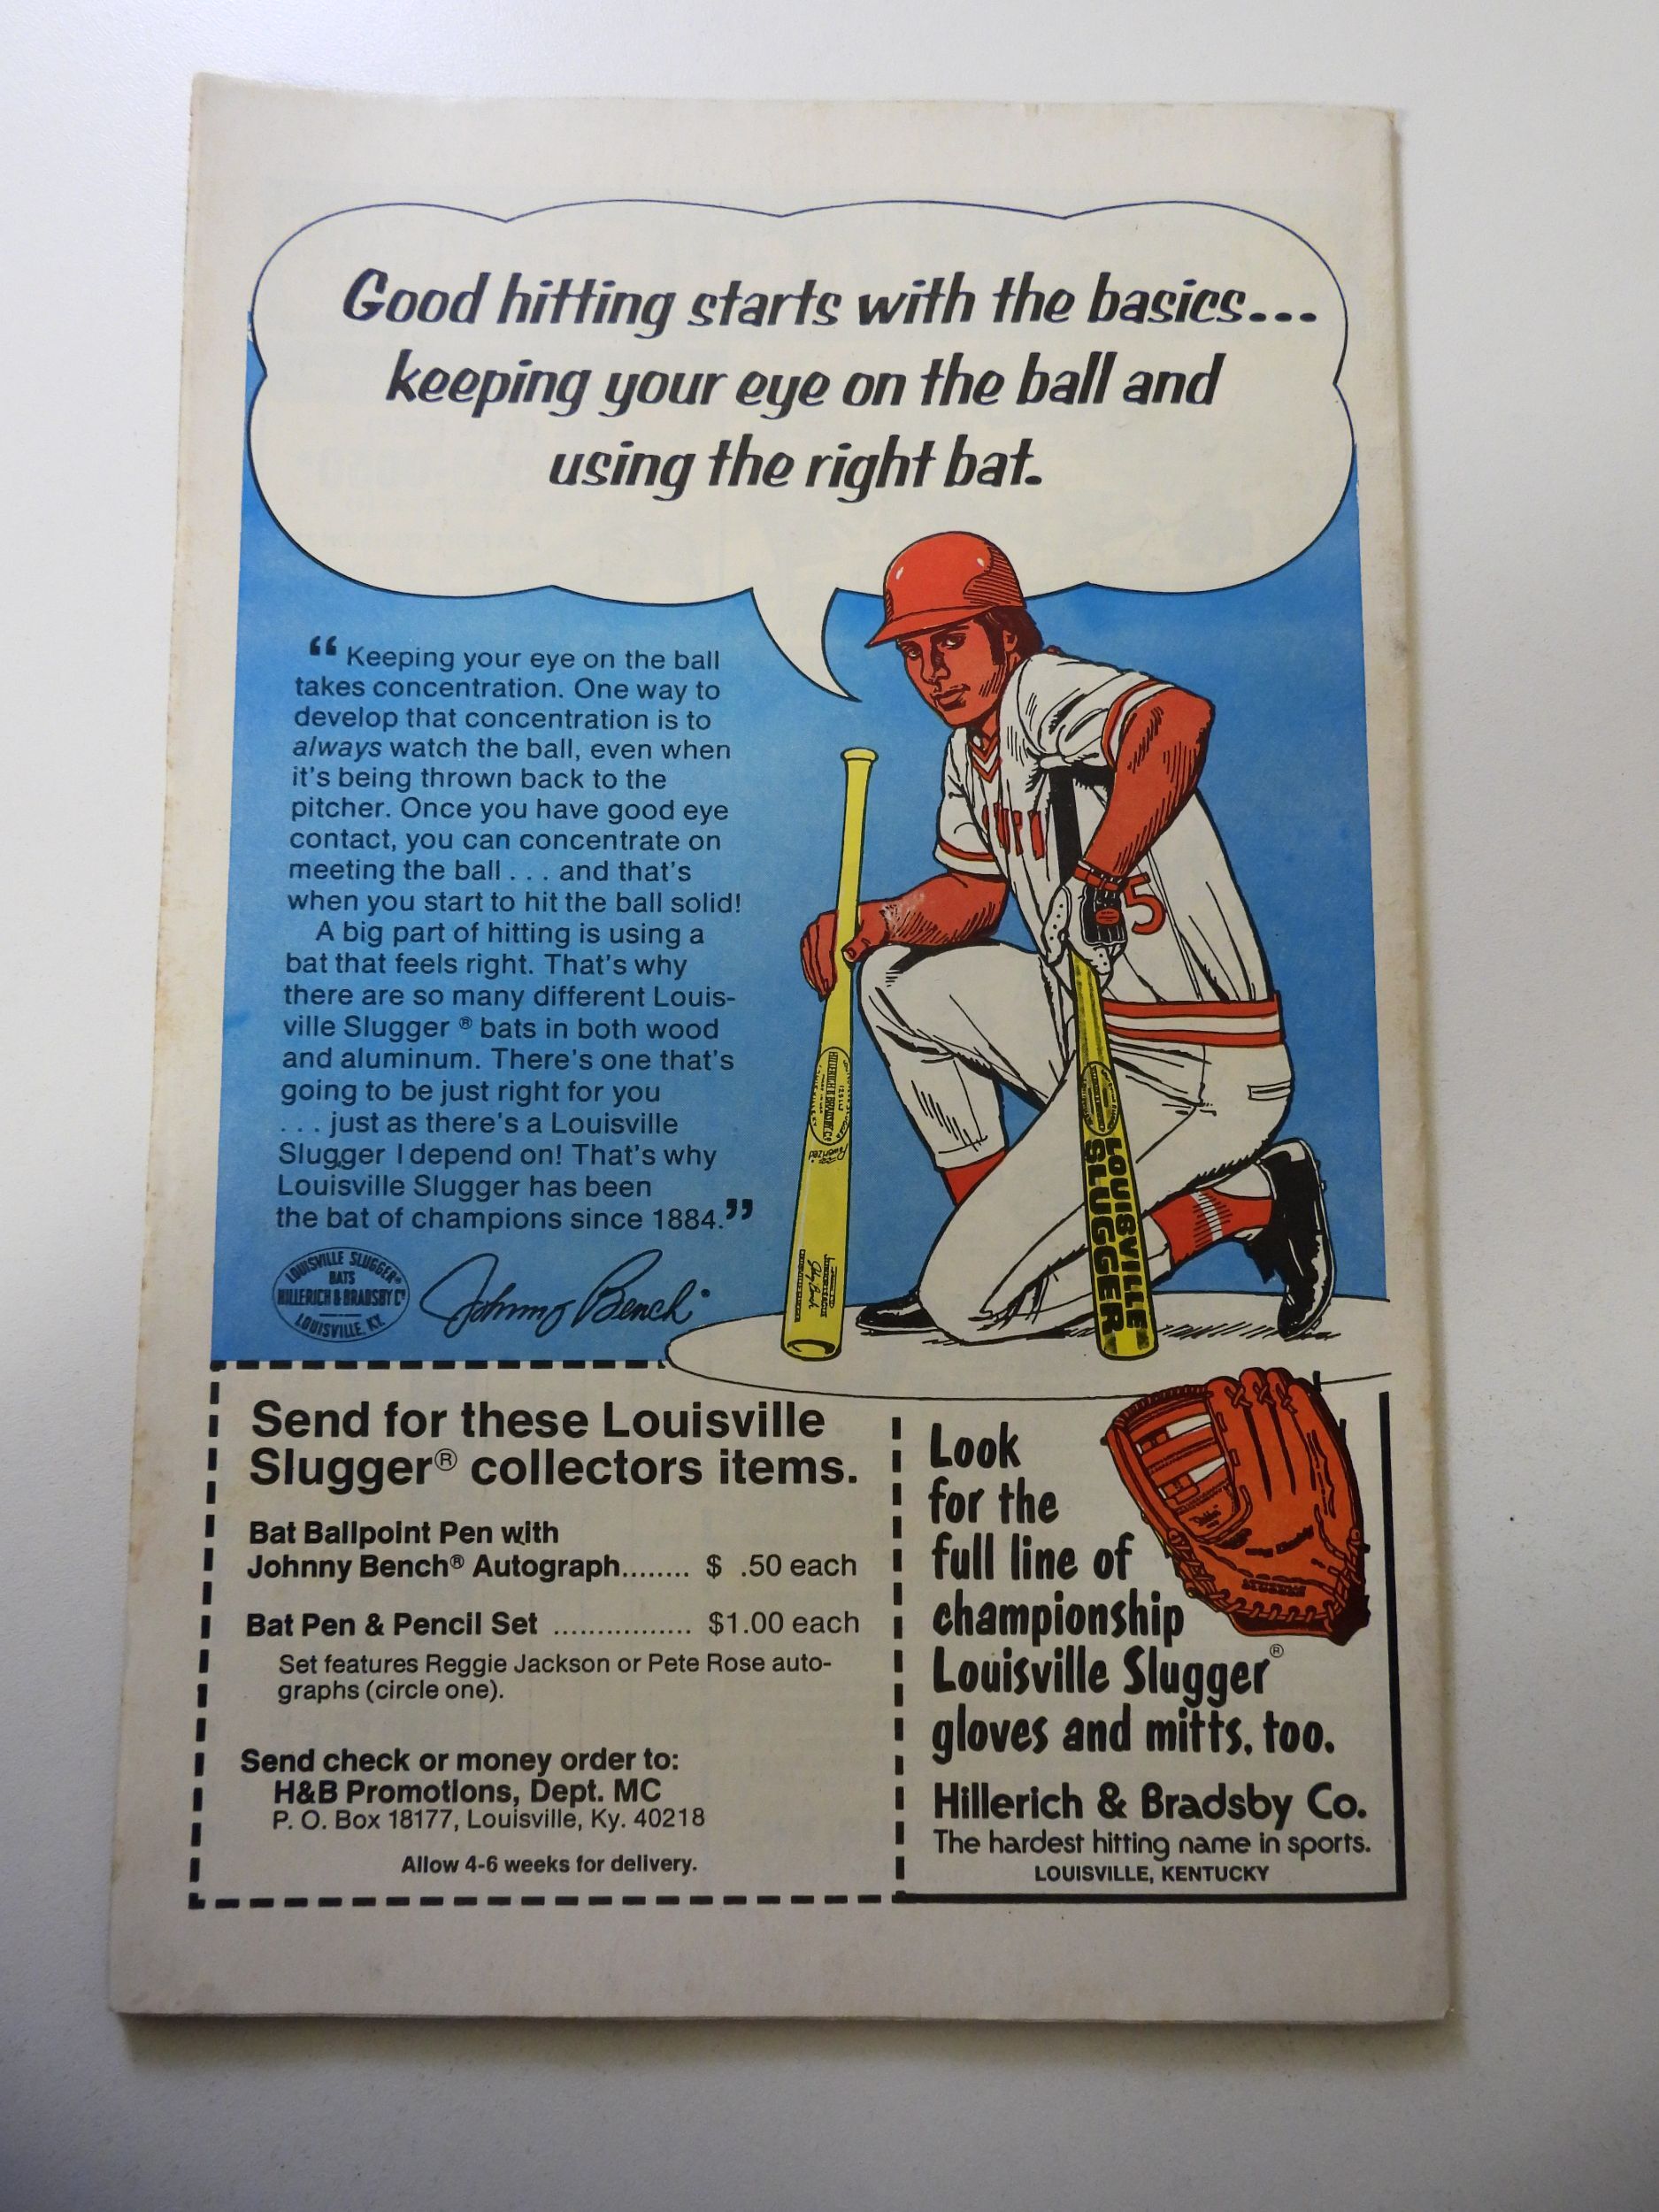 Good hitting starts with the basics...
keeping your eye on the ball and
using the right bat.
“ Keeping your eye on the ball
takes concentration. One way to
develop that concentration is to
always watch the ball, even when
it's being thrown back to the
pitcher. Once you have good eye
contact, you can concentrate on
meeting the ball . . . and that's
when you start to hit the ball solid!
A big part of hitting is using a
bat that feels right. That's why
there are so many different Louis-
ville Slugger ® bats in both wood
and aluminum. There's one that's
going to be just right for you
. . . just as there's a Louisville
Slugger I depend on! That's why
Louisville Slugger has been
the bat of champions since 1884.”
LOUISVILLE SLUGGER®
BATS
HILLERICH & BRADSBY Co
LOUISVILLE, KY.
Johnny Bench
5
HILLERICH & BRADSBY Co
LOUISVILLE
SLUGGER
Send for these Louisville
Slugger® collectors items.
Bat Ballpoint Pen with
Johnny Bench® Autograph........ $ .50 each
Bat Pen & Pencil Set ................ $1.00 each
Set features Reggie Jackson or Pete Rose auto-
graphs (circle one).
Send check or money order to:
H&B Promotions, Dept. MC
P. O. Box 18177, Louisville, Ky. 40218
Allow 4-6 weeks for delivery.
Look
for the
full line of
championship
Louisville Slugger®
gloves and mitts, too.
Hillerich & Bradsby Co.
The hardest hitting name in sports.
LOUISVILLE, KENTUCKY